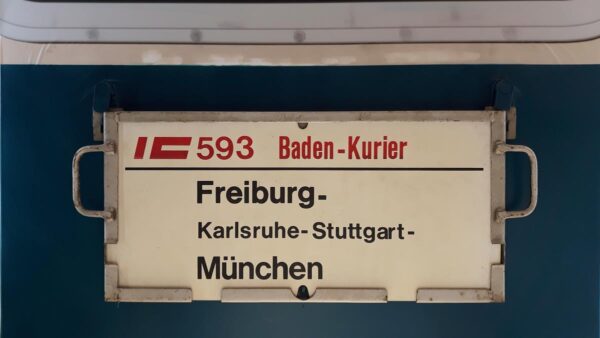 IC 593 Baden-Kurier
Freiburg-
Karlsruhe-Stuttgart-
München